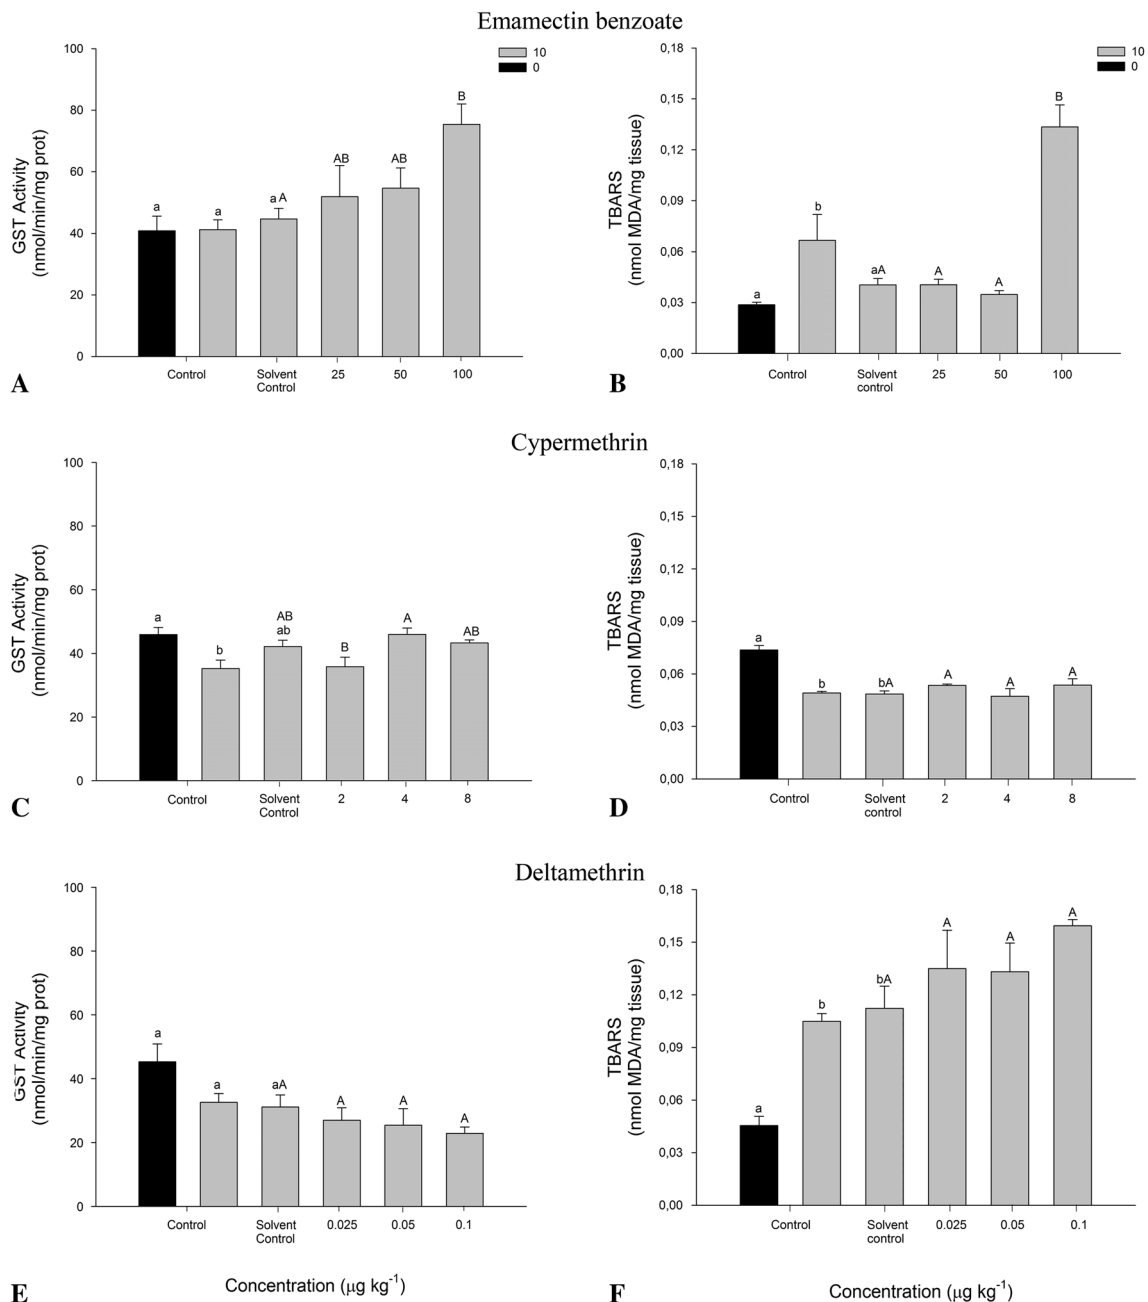 Emamectin benzoate
GST Activity
(nmol/min/mg prot)
100
80
60
40
20
0
10
0
a
a
a A
AB
AB
B
Control
Solvent
Control
25
50
100
A
TBARS
(nmol MDA/mg tissue)
0,18
0,15
0,12
0,09
0,06
0,03
0,00
10
0
a
b
aA
A
A
B
Control
Solvent
control
25
50
100
B
Cypermethrin
GST Activity
(nmol/min/mg prot)
100
80
60
40
20
0
a
b
AB
ab
B
A
AB
Control
Solvent
Control
2
4
8
C
TBARS
(nmol MDA/mg tissue)
0,18
0,15
0,12
0,09
0,06
0,03
0,00
a
b
bA
A
A
A
Control
Solvent
control
2
4
8
D
Deltamethrin
GST Activity
(nmol/min/mg prot)
100
80
60
40
20
0
a
a
aA
A
A
A
Control
Solvent
Control
0.025
0.05
0.1
E
Concentration (µg kg⁻¹)
TBARS
(nmol MDA/mg tissue)
0,18
0,15
0,12
0,09
0,06
0,03
0,00
a
b
bA
A
A
A
Control
Solvent
control
0.025
0.05
0.1
F
Concentration (µg kg⁻¹)